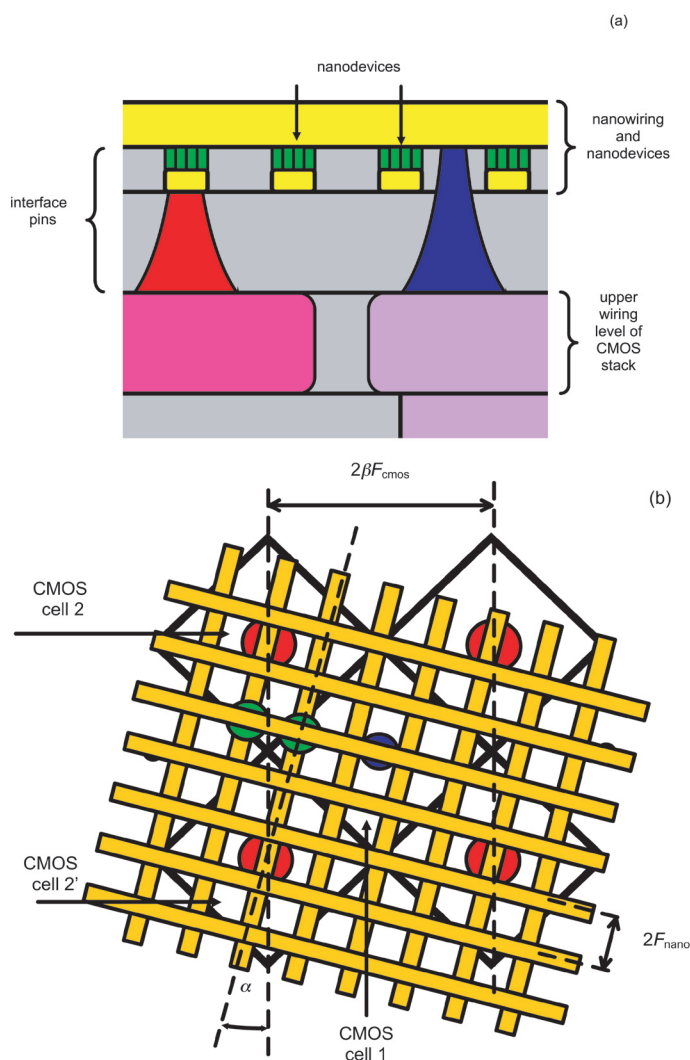 (a)
nanodevices
nanowiring
and
nanodevices
interface
pins
upper
wiring
level of
CMOS
stack
2βFcmos
(b)
CMOS
cell 2
CMOS
cell 2'
2Fnano
α
CMOS
cell 1